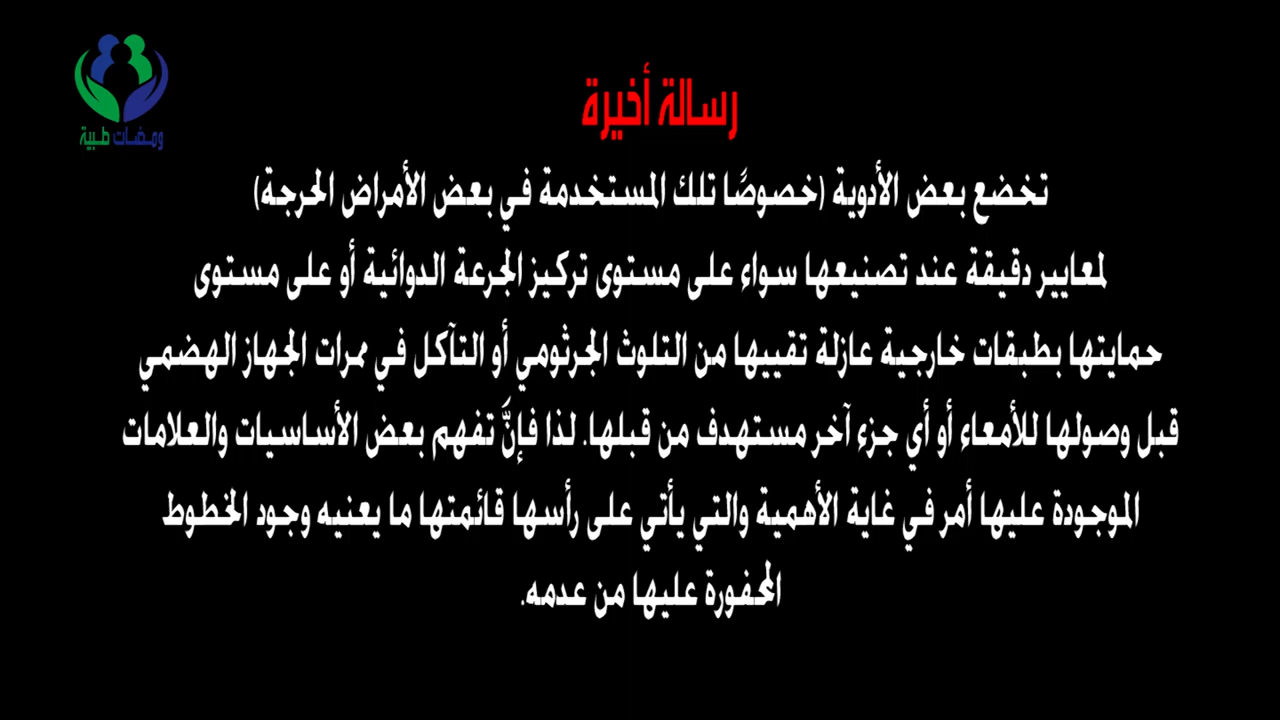 ومضات طبية
رسالة أخيرة
تخضع بعض الأدوية (خصوصًا تلك المستخدمة في بعض الأمراض الحرجة)
لمعايير دقيقة عند تصنيعها سواء على مستوى تركيز الجرعة الدوائية أو على مستوى
حمايتها بطبقات خارجية عازلة تقييها من التلوث الجرثومي أو التآكل في ممرات الجهاز الهضمي
قبل وصولها للأمعاء أو أي جزء آخر مستهدف من قبلها. لذا فإنَّ تفهم بعض الأساسيات والعلامات
الموجودة عليها أمر في غاية الأهمية والتي يأتي على رأسها قائمتها ما يعنيه وجود الخطوط
المحفورة عليها من عدمه.